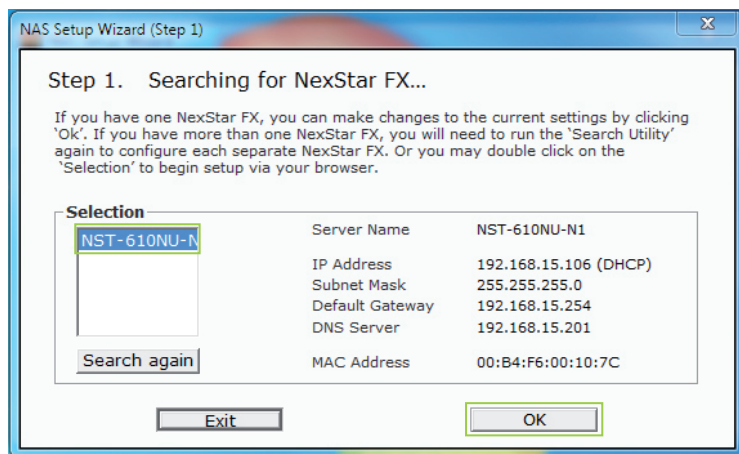 NAS Setup Wizard (Step 1)
X
Step 1. Searching for NexStar FX...
If you have one NexStar FX, you can make changes to the current settings by clicking
‘Ok’. If you have more than one NexStar FX, you will need to run the ‘Search Utility’
again to configure each separate NexStar FX. Or you may double click on the
‘Selection’ to begin setup via your browser.
Selection
NST-610NU-N
Server Name NST-610NU-N1
IP Address 192.168.15.106 (DHCP)
Subnet Mask 255.255.255.0
Default Gateway 192.168.15.254
DNS Server 192.168.15.201
Search again MAC Address 00:B4:F6:00:10:7C
Exit OK